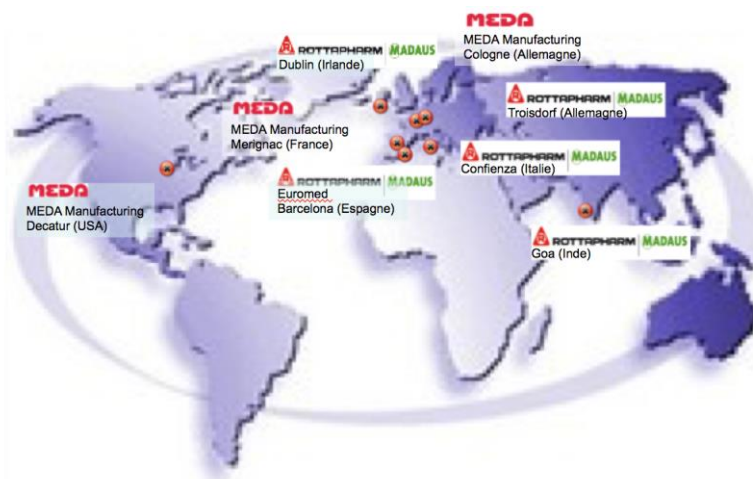 MEDA
MEDA Manufacturing
Cologne (Allemagne)
ROTTAPHARM MADAUS
Dublin (Irlande)
ROTTAPHARM MADAUS
Troisdorf (Allemagne)
MEDA
MEDA Manufacturing
Merignac (France)
ROTTAPHARM MADAUS
Confienza (Italie)
ROTTAPHARM MADAUS
Euromed
Barcelona (Espagne)
MEDA
MEDA Manufacturing
Decatur (USA)
ROTTAPHARM MADAUS
Goa (Inde)